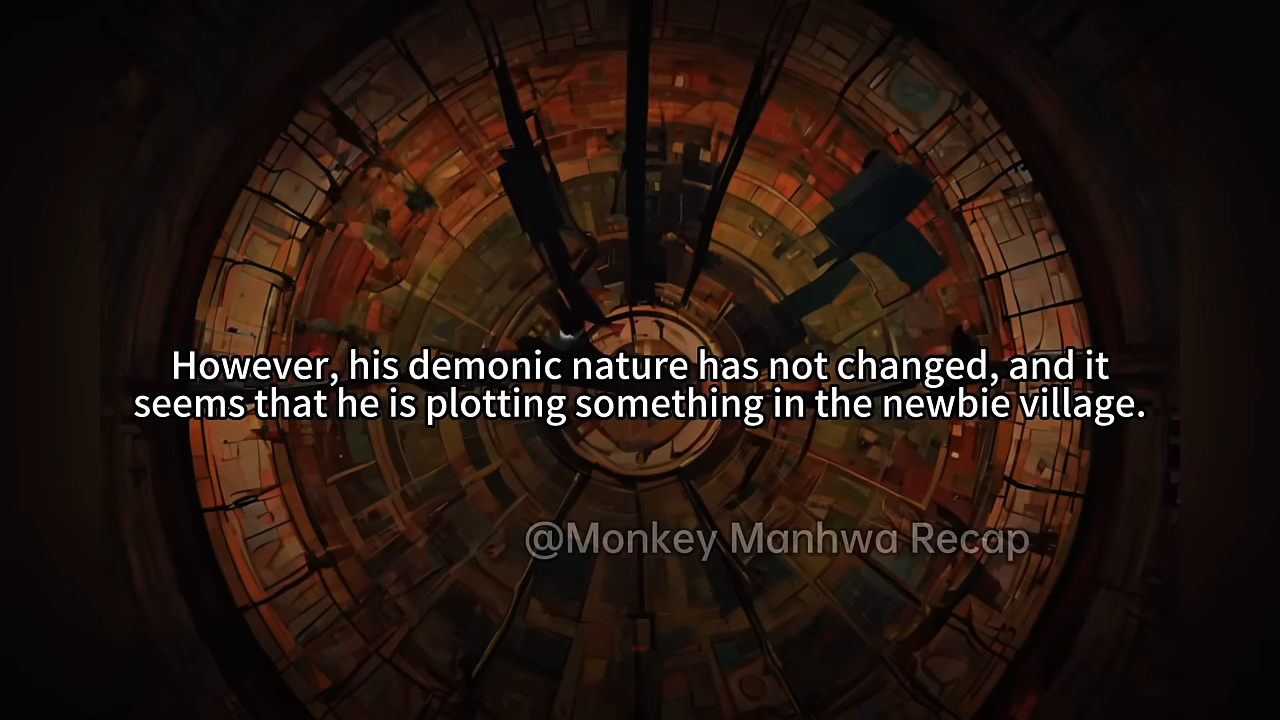 However, his demonic nature has not changed, and it
seems that he is plotting something in the newbie village.
@Monkey Manhwa Recap